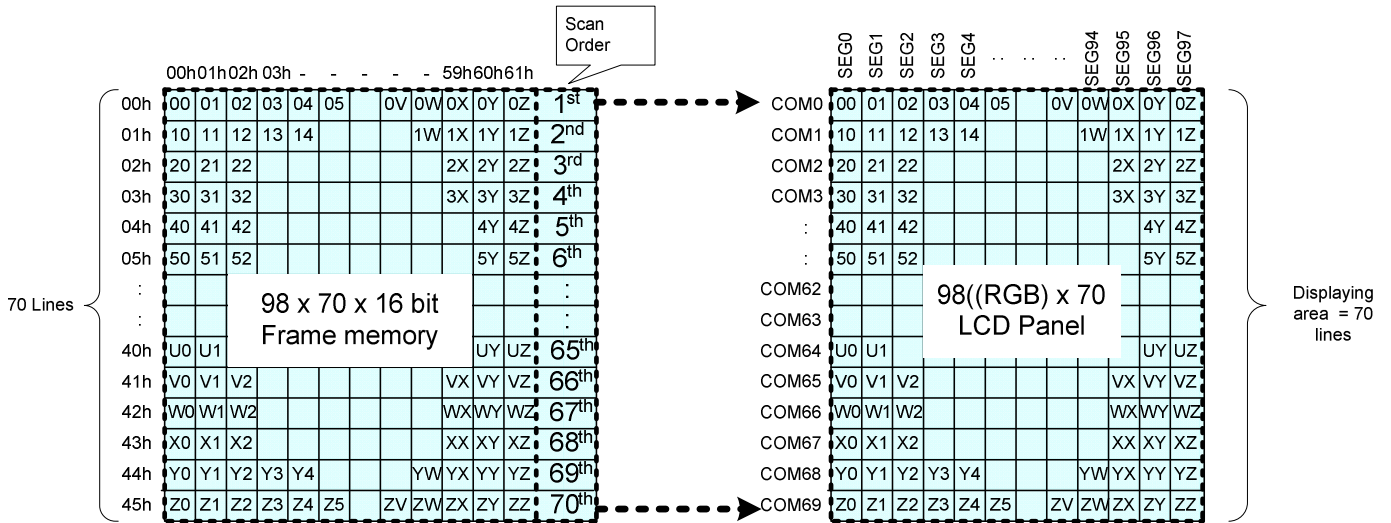 Scan
Order
00h 01h 02h 03h - - - - - 59h 60h 61h
00h 00 01 02 03 04 05 0V 0W 0X 0Y 0Z 1st
01h 10 11 12 13 14 1W 1X 1Y 1Z 2nd
02h 20 21 22 2X 2Y 2Z 3rd
03h 30 31 32 3X 3Y 3Z 4th
04h 40 41 42 4Y 4Z 5th
05h 50 51 52 5Y 5Z 6th
: :
: :
40h U0 U1 UY UZ 65th
41h V0 V1 V2 VX VY VZ 66th
42h W0 W1 W2 WX WY WZ 67th
43h X0 X1 X2 XX XY XZ 68th
44h Y0 Y1 Y2 Y3 Y4 YW YX YY YZ 69th
45h Z0 Z1 Z2 Z3 Z4 Z5 ZV ZW ZX ZY ZZ 70th
70 Lines
98 x 70 x 16 bit
Frame memory
SEG0 SEG1 SEG2 SEG3 SEG4 .. .. .. SEG94 SEG95 SEG96 SEG97
COM0 00 01 02 03 04 05 0V 0W 0X 0Y 0Z
COM1 10 11 12 13 14 1W 1X 1Y 1Z
COM2 20 21 22 2X 2Y 2Z
COM3 30 31 32 3X 3Y 3Z
: 40 41 42 4Y 4Z
: 50 51 52 5Y 5Z
COM62
COM63
COM64 U0 U1 UY UZ
COM65 V0 V1 V2 VX VY VZ
COM66 W0 W1 W2 WX WY WZ
COM67 X0 X1 X2 XX XY XZ
COM68 Y0 Y1 Y2 Y3 Y4 YW YX YY YZ
COM69 Z0 Z1 Z2 Z3 Z4 Z5 ZV ZW ZX ZY ZZ
98((RGB) x 70
LCD Panel
Displaying
area = 70
lines